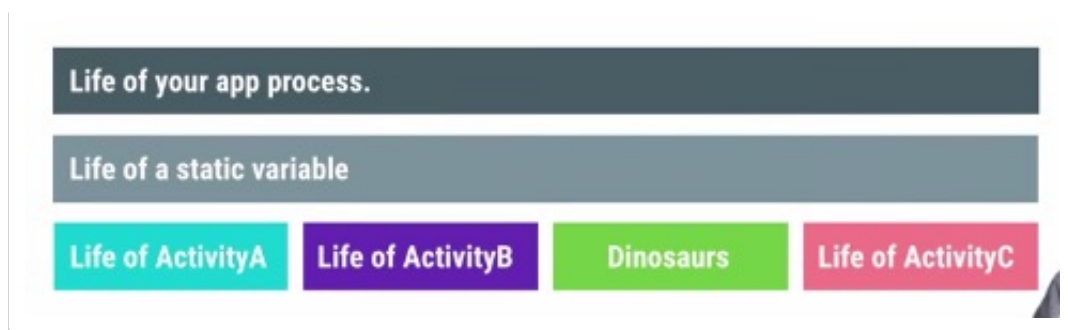 Life of your app process.
Life of a static variable
Life of ActivityA
Life of ActivityB
Dinosaurs
Life of ActivityC